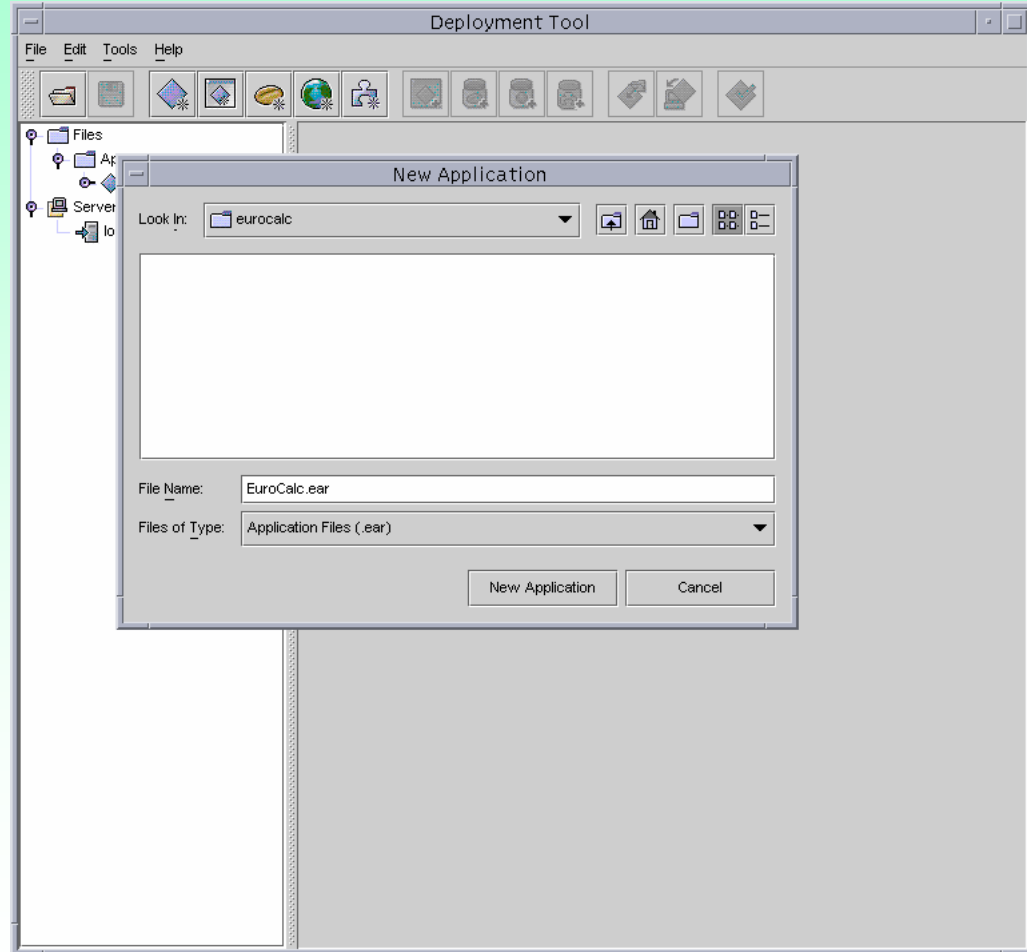 Deployment Tool
File Edit Tools Help
Files
New Application
Look In: eurocalc
File Name: EuroCalc.ear
Files of Type: Application Files (.ear)
New Application Cancel